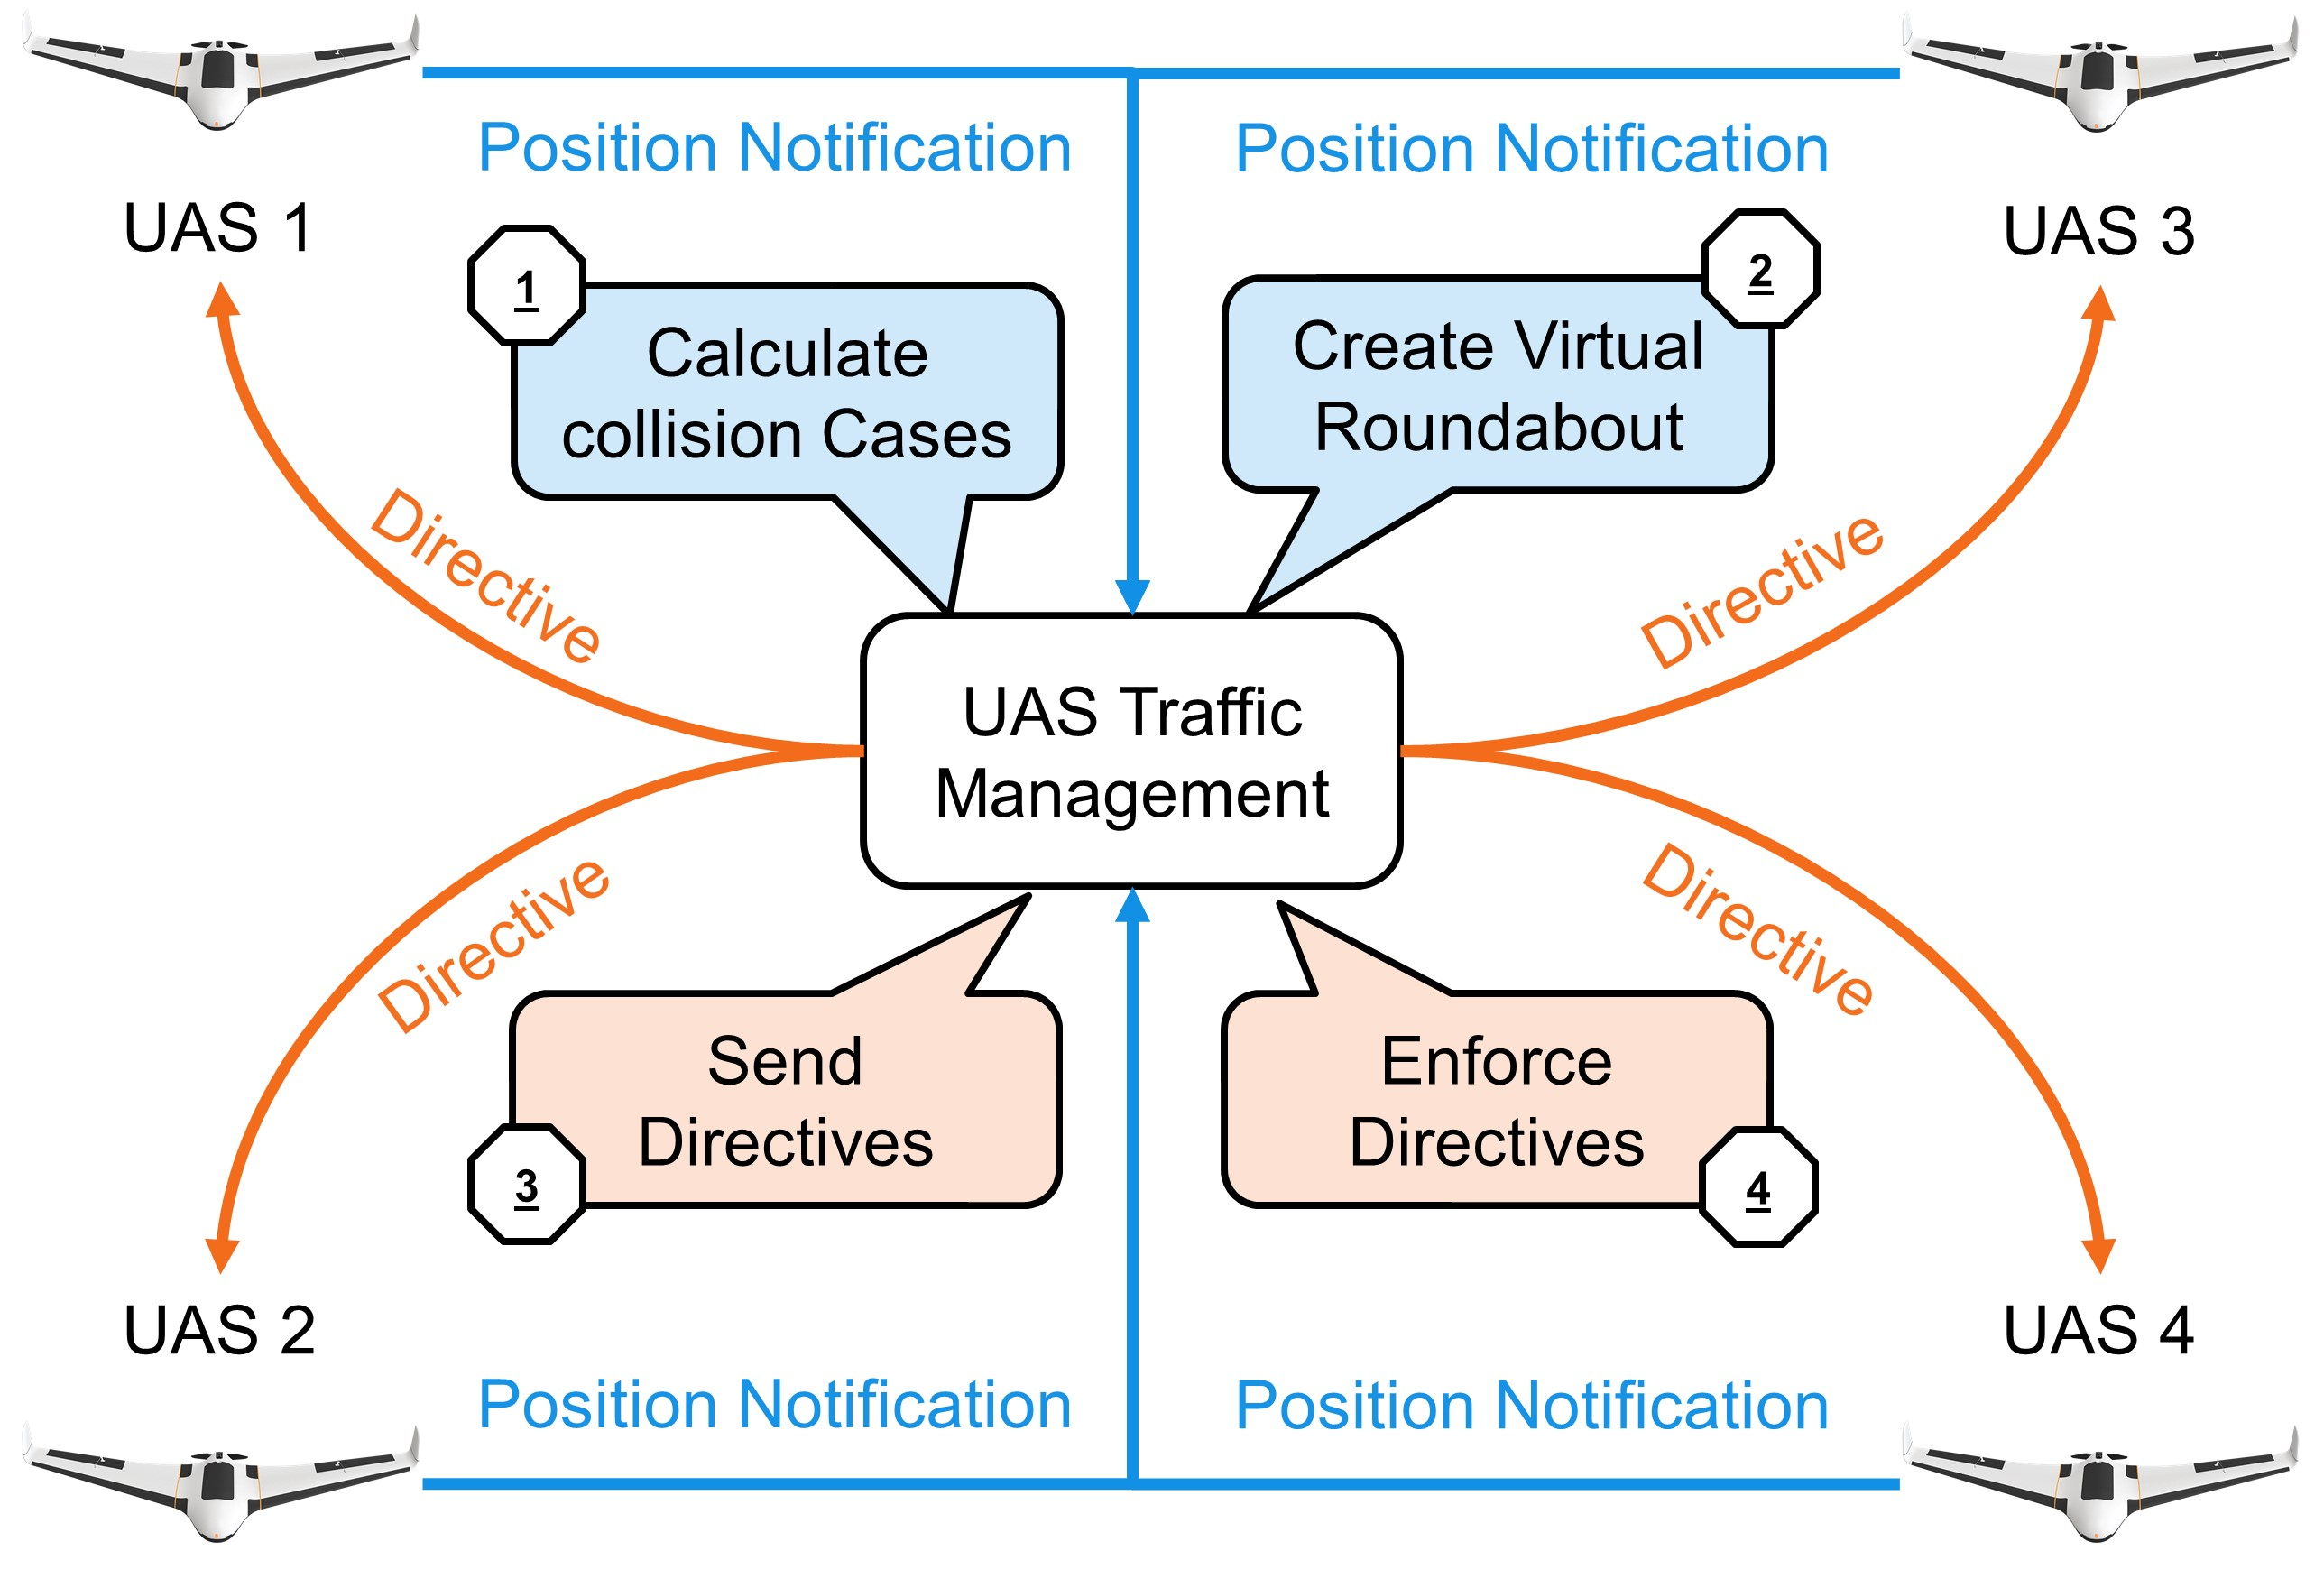 Position Notification
Position Notification
UAS 1
UAS 3
1
Calculate
collision Cases
2
Create Virtual
Roundabout
Directive
Directive
UAS Traffic
Management
Directive
Directive
Send
Directives
3
Enforce
Directives
4
UAS 2
UAS 4
Position Notification
Position Notification